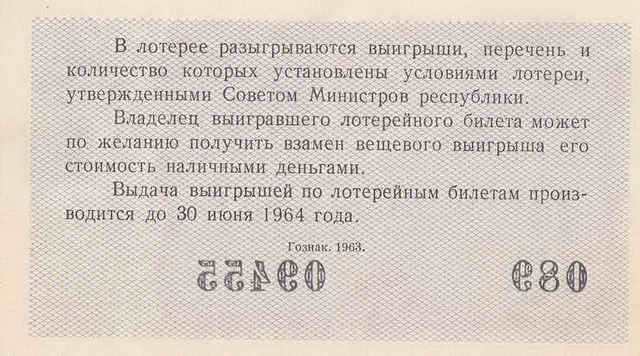 В лотерее разыгрываются выигрыши, перечень и
количество которых установлены условиями лотереи,
утвержденными Советом Министров республики.
Владелец выигравшего лотерейного билета может
по желанию получить взамен вещевого выигрыша его
стоимость наличными деньгами.
Выдача выигрышей по лотерейным билетам произ-
водится до 30 июня 1964 года.
Гознак. 1963.
09455 089